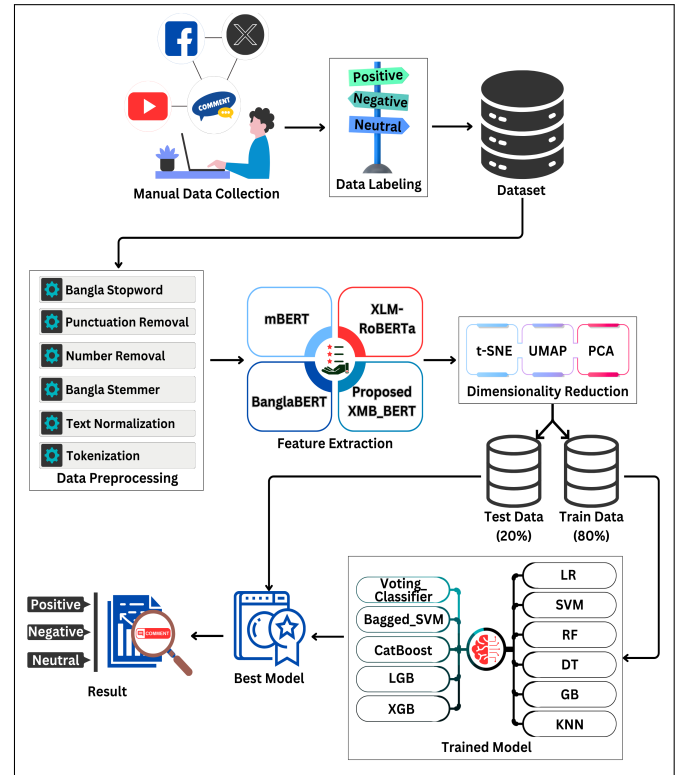 COMMENT
Manual Data Collection
Positive
Negative
Neutral
Data Labeling
Dataset
Bangla Stopword
Punctuation Removal
Number Removal
Bangla Stemmer
Text Normalization
Tokenization
Data Preprocessing
mBERT
XLM-
RoBERTa
BanglaBERT
Proposed
XMB_BERT
Feature Extraction
t-SNE
UMAP
PCA
Dimensionality Reduction
Test Data
(20%)
Train Data
(80%)
Voting_
Classifier
Bagged_SVM
CatBoost
LGB
XGB
LR
SVM
RF
DT
GB
KNN
Trained Model
Best Model
COMMENT
Positive
Negative
Neutral
Result